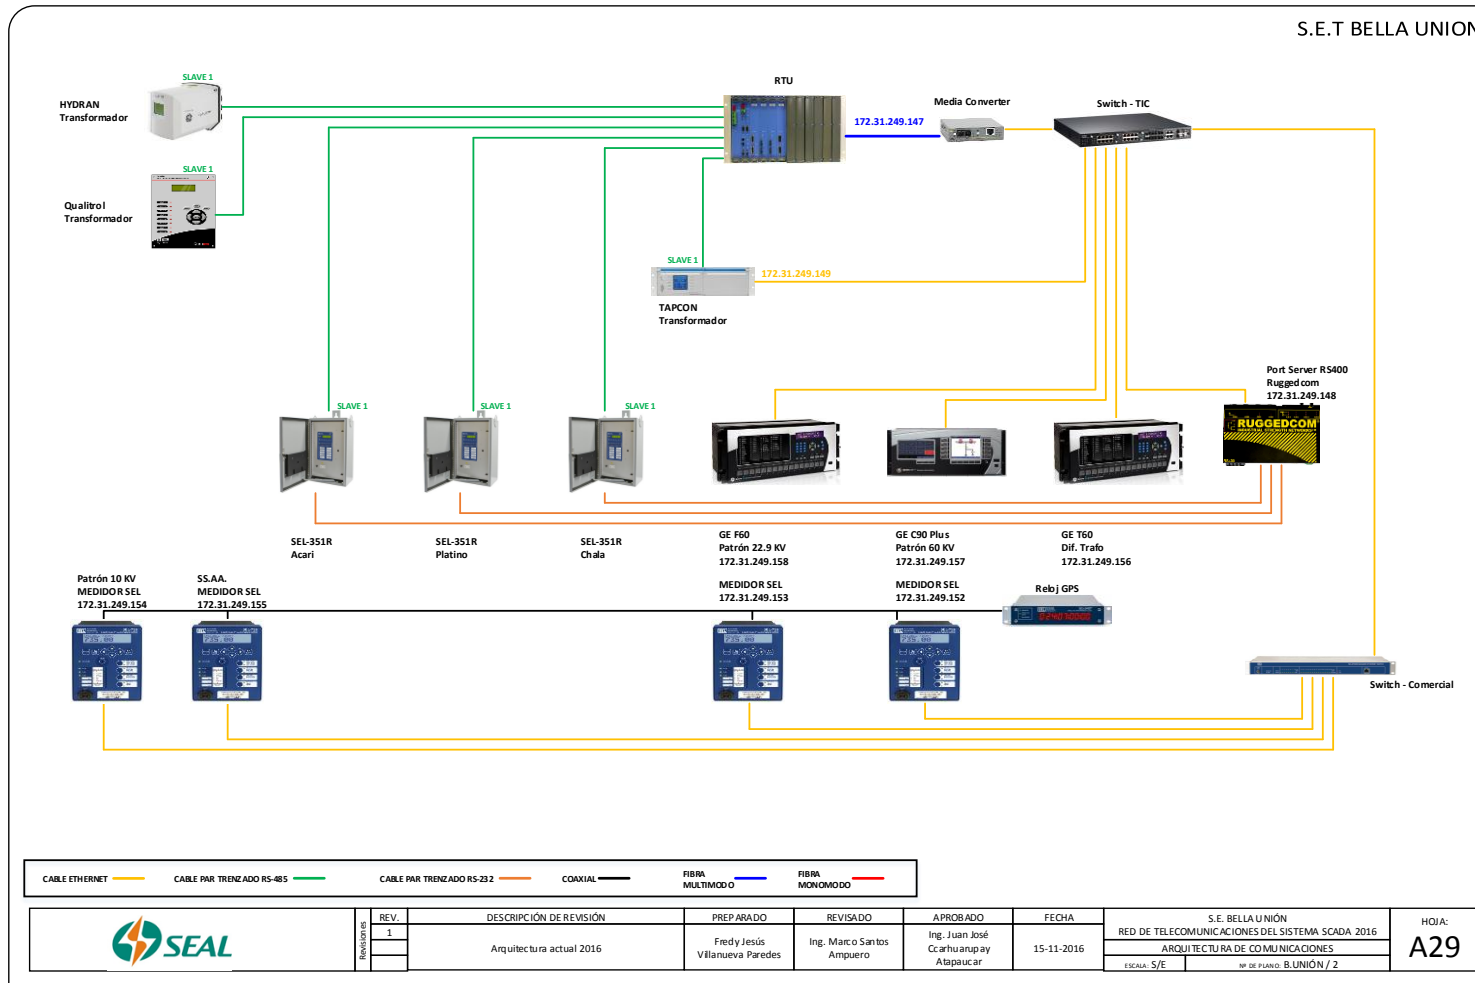 S.E.T BELLA UNION
SLAVE 1
HYDRAN
Transformador
SLAVE 1
Qualitrol
Transformador
RTU
172.31.249.147
Media Converter
Switch - TIC
SLAVE 1
172.31.249.149
TAPCON
Transformador
Port Server RS400
Ruggedcom
172.31.249.148
RUGGEDCOM
INDUSTRIAL STRENGTH NETWORKS
SLAVE 1
SLAVE 1
SLAVE 1
SEL-351R
Acari
SEL-351R
Platino
SEL-351R
Chala
GE F60
Patrón 22.9 KV
172.31.249.158
GE C90 Plus
Patrón 60 KV
172.31.249.157
GE T60
Dif. Trafo
172.31.249.156
Patrón 10 KV
MEDIDOR SEL
172.31.249.154
SS.AA.
MEDIDOR SEL
172.31.249.155
MEDIDOR SEL
172.31.249.153
MEDIDOR SEL
172.31.249.152
Reloj GPS
Switch - Comercial
CABLE ETHERNET
CABLE PAR TRENZADO RS-485
CABLE PAR TRENZADO RS-232
COAXIAL
FIBRA
MULTIMODO
FIBRA
MONOMODO
SEAL
Revisiones
REV.
DESCRIPCIÓN DE REVISIÓN
PREPARADO
REVISADO
APROBADO
FECHA
1
Arquitectura actual 2016
Fredy Jesús
Villanueva Paredes
Ing. Marco Santos
Ampuero
Ing. Juan José
Ccarhuarupay
Atapaucar
15-11-2016
S.E. BELLA UNIÓN
RED DE TELECOMUNICACIONES DEL SISTEMA SCADA 2016
ARQUITECTURA DE COMUNICACIONES
ESCALA: S/E
Nº DE PLANO: B.UNIÓN / 2
HOJA:
A29